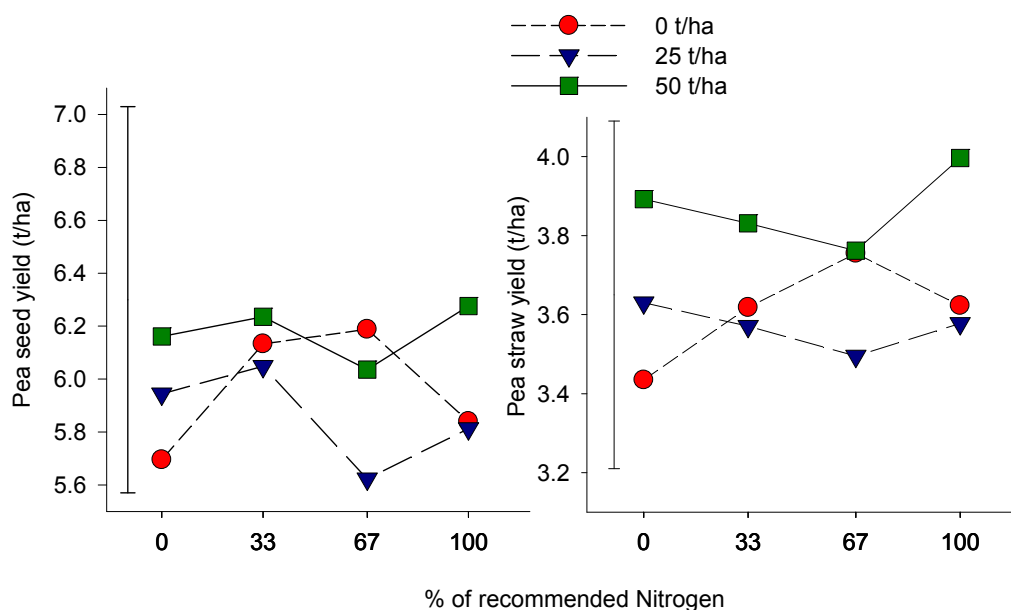 0 t/ha
25 t/ha
50 t/ha
Pea seed yield (t/ha)
7.0
6.8
6.6
6.4
6.2
6.0
5.8
5.6
0 33 67 100
Pea straw yield (t/ha)
4.0
3.8
3.6
3.4
3.2
0 33 67 100
% of recommended Nitrogen